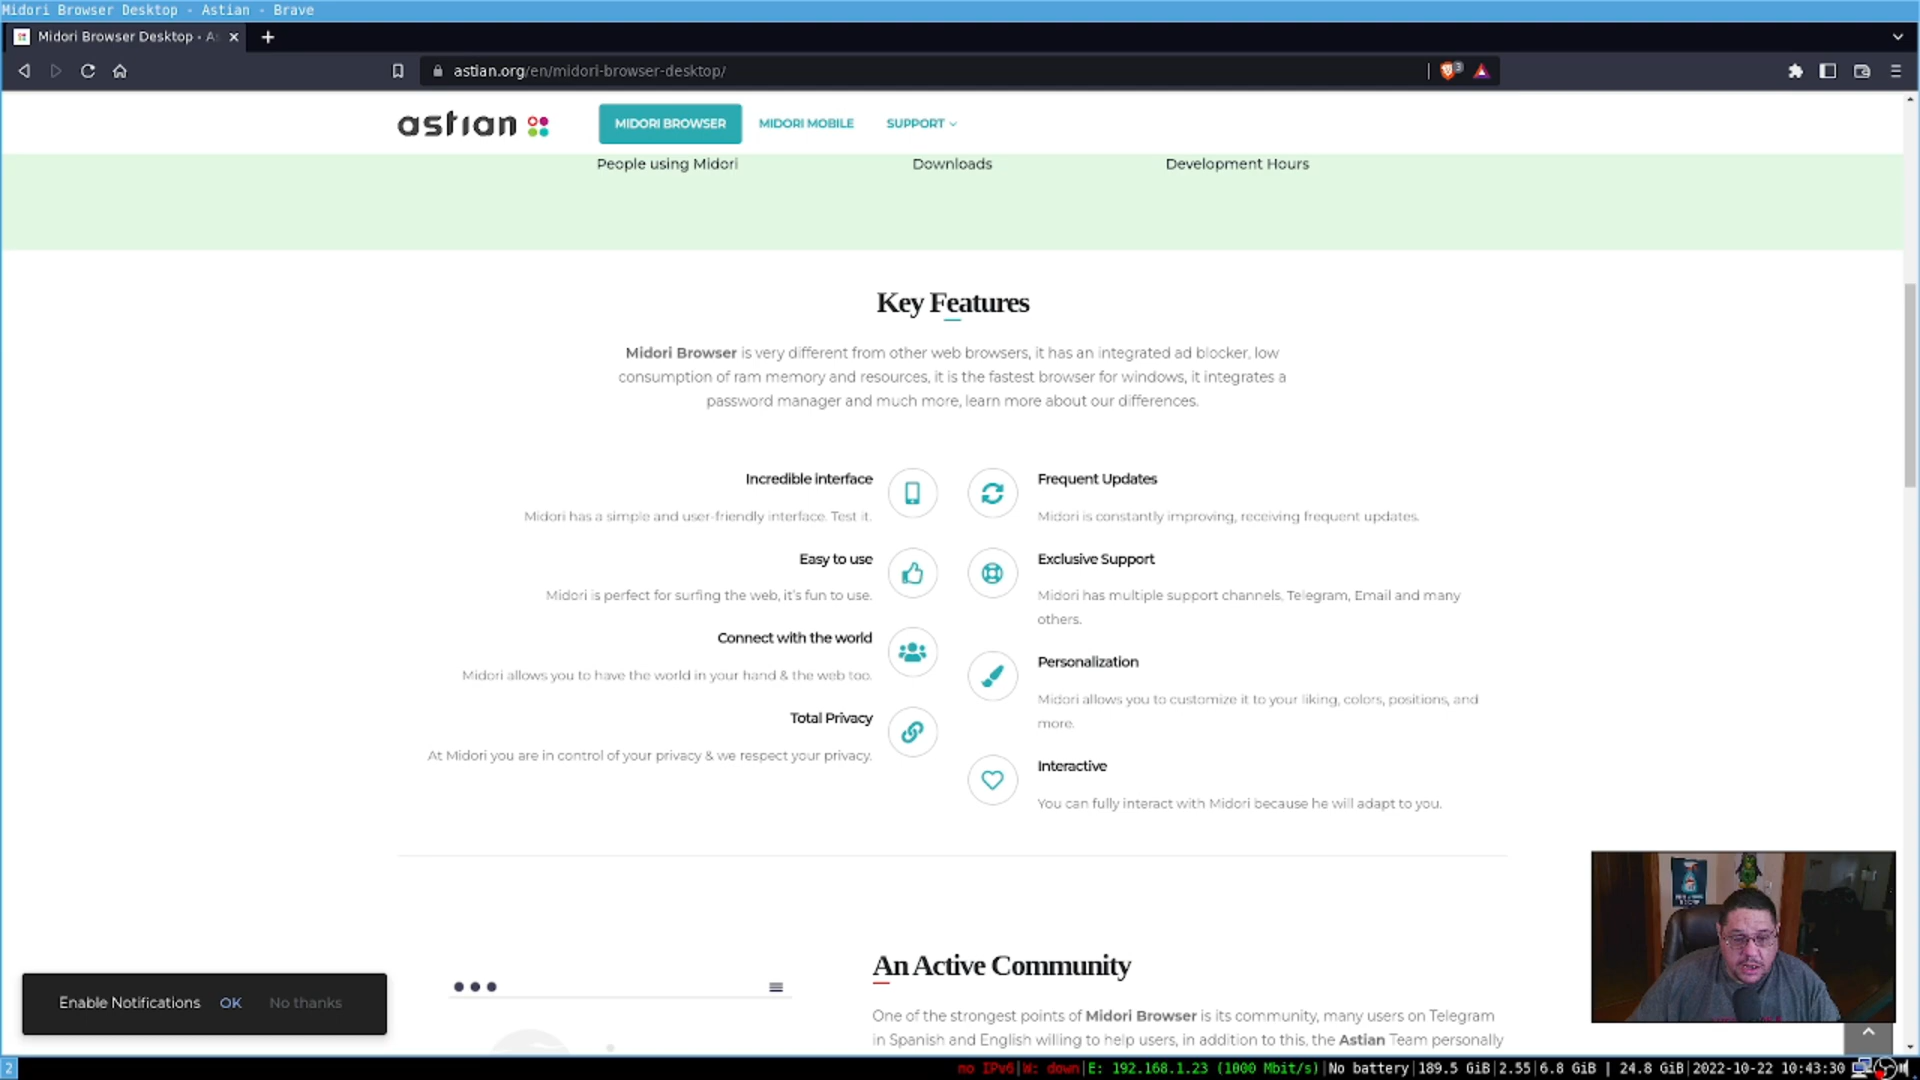 Midori Browser Desktop - Astian - Brave
Midori Browser Desktop - A
astian.org/en/midori-browser-desktop/
3
astian
MIDORI BROWSER
MIDORI MOBILE
SUPPORT
People using Midori
Downloads
Development Hours
Key Features
Midori Browser is very different from other web browsers, it has an integrated ad blocker, low
consumption of ram memory and resources, it is the fastest browser for windows, it integrates a
password manager and much more, learn more about our differences.
Incredible interface
Midori has a simple and user-friendly interface. Test it.
Easy to use
Midori is perfect for surfing the web, it's fun to use.
Connect with the world
Midori allows you to have the world in your hand & the web too.
Total Privacy
At Midori you are in control of your privacy & we respect your privacy.
Frequent Updates
Midori is constantly improving, receiving frequent updates.
Exclusive Support
Midori has multiple support channels, Telegram, Email and many
others.
Personalization
Midori allows you to customize it to your liking, colors, positions, and
more.
Interactive
You can fully interact with Midori because he will adapt to you.
An Active Community
One of the strongest points of Midori Browser is its community, many users on Telegram
in Spanish and English willing to help users, in addition to this, the Astian Team personally
Enable Notifications OK No thanks
2
no IPv6|W: down|E: 192.168.1.23 (1000 Mbit/s)|No battery|189.5 GiB|2.55|6.8 GiB | 24.8 GiB|2022-10-22 10:43:30